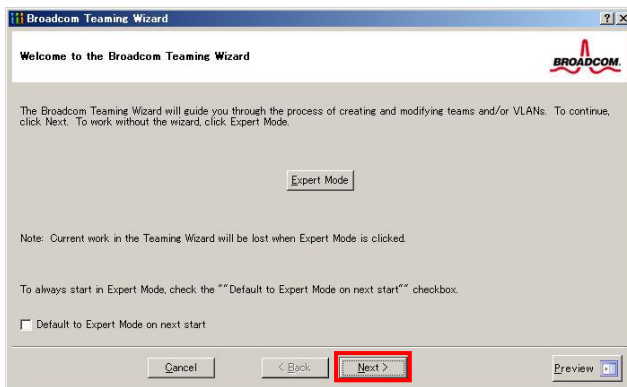 Broadcom Teaming Wizard
Welcome to the Broadcom Teaming Wizard
BROADCOM.
The Broadcom Teaming Wizard will guide you through the process of creating and modifying teams and/or VLANs. To continue,
click Next. To work without the wizard, click Expert Mode.
Expert Mode
Note: Current work in the Teaming Wizard will be lost when Expert Mode is clicked.
To always start in Expert Mode, check the ""Default to Expert Mode on next start"" checkbox.
Default to Expert Mode on next start
Cancel
< Back
Next >
Preview